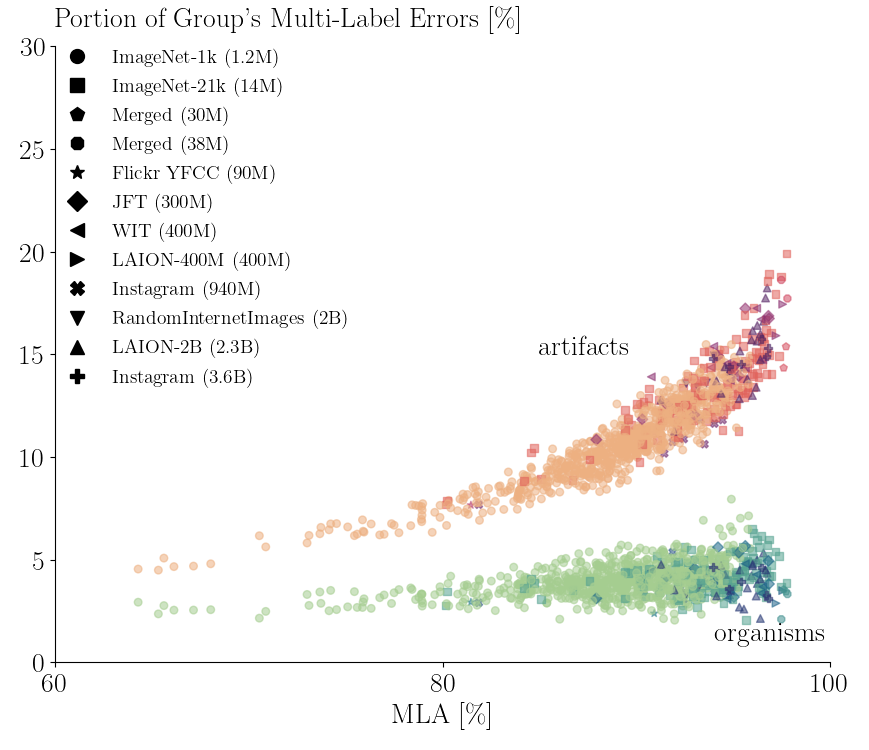 Portion of Group's Multi-Label Errors [%]
30
ImageNet-1k (1.2M)
ImageNet-21k (14M)
Merged (30M)
25
Merged (38M)
Flickr YFCC (90M)
JFT (300M)
WIT (400M)
20
LAION-400M (400M)
Instagram (940M)
RandomInternetImages (2B)
15
LAION-2B (2.3B)
artifacts
Instagram (3.6B)
10
5
organisms
0
60
80
100
MLA [%]